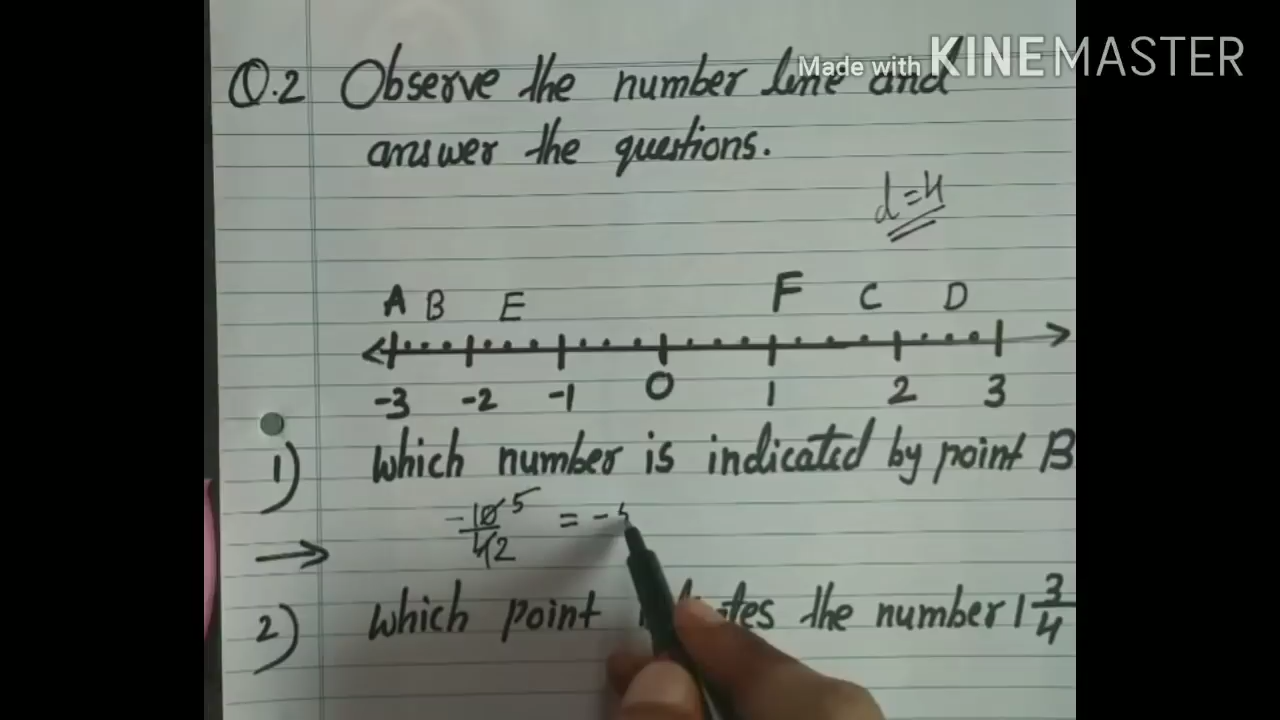 Made with KINEMASTER
Q.2 Observe the number line and
answer the questions.
d=4
A B E F C D
-3 -2 -1 0 1 2 3
1) Which number is indicated by point B
-10 5
4 2
= -5
2) Which point the number 1 3/4